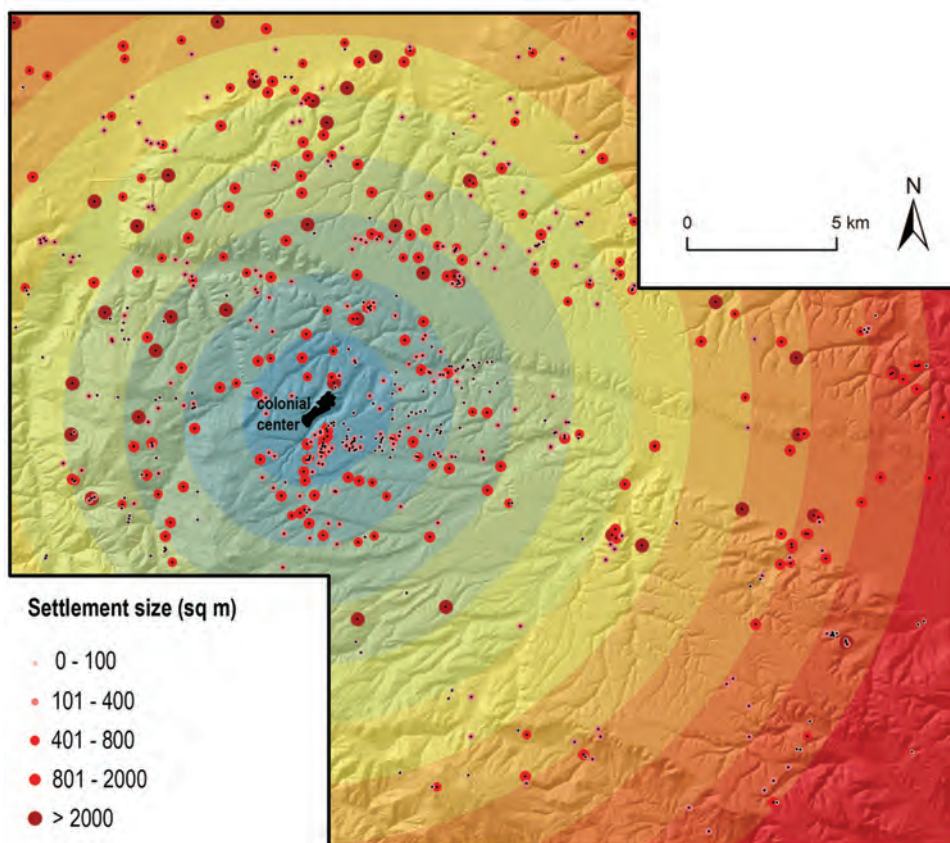 N
0
5 km
colonial
center
Settlement size (sq m)
0 - 100
101 - 400
401 - 800
801 - 2000
> 2000